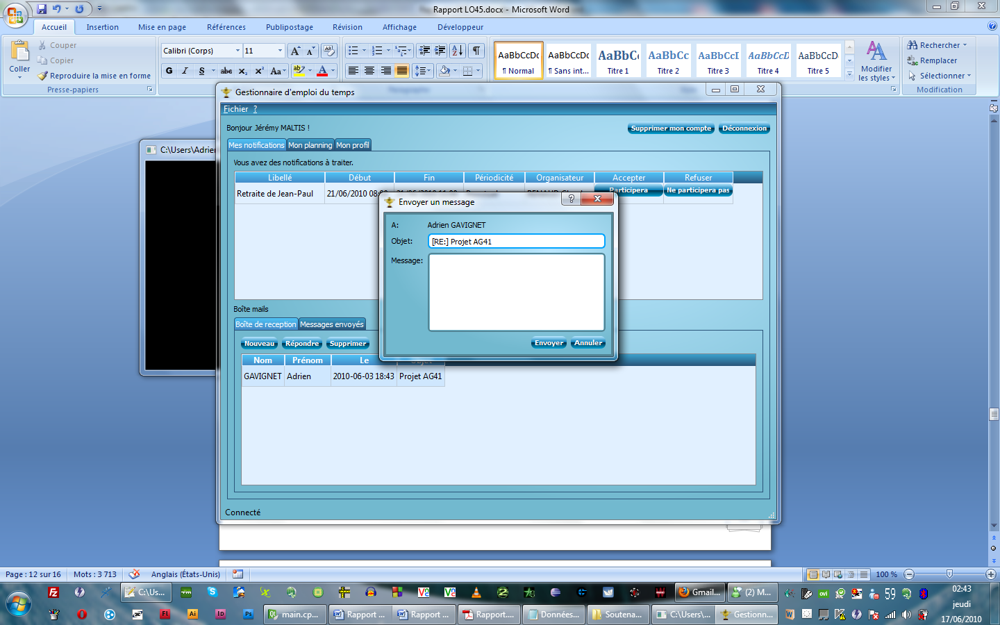 Rapport LO45.docx - Microsoft Word
Accueil Insertion Mise en page Références Publipostage Révision Affichage Développeur
Coller
Couper
Copier
Reproduire la mise en forme
Presse-papiers
Calibri (Corps) 11
AaBbCcDc AaBbCcDc AaBbC AaBbCc AaBbCcI AaBbCcD AaBbCcDc
¶ Normal ¶ Sans int... Titre 1 Titre 2 Titre 3 Titre 4 Titre 5
Modifier les styles
Rechercher
Remplacer
Sélectionner
Modification
C:\Users\Adrien
Gestionnaire d'emploi du temps
Fichier ?
Bonjour Jérémy MALTIS !
Supprimer mon compte Déconnexion
Mes notifications Mon planning Mon profil
Vous avez des notifications à traiter.
Libellé Début Fin Périodicité Organisateur Accepter Refuser
Retraite de Jean-Paul 21/06/2010 08: Participera Ne participera pas
Envoyer un message
A: Adrien GAVIGNET
Objet: [RE:] Projet AG41
Message:
Envoyer Annuler
Boîte mails
Boîte de reception Messages envoyés
Nouveau Répondre Supprimer
Nom Prénom Le Objet
GAVIGNET Adrien 2010-06-03 18:43 Projet AG41
Connecté
Page : 12 sur 16 Mots : 3 713 Anglais (États-Unis) 100 %
C:\Us... Gmail... (2) M... 59 02:43
jeudi
main.cp... Rapport ... Rapport ... Rapport.... Données... Soutena... C:\Users\... Gestionn... 17/06/2010